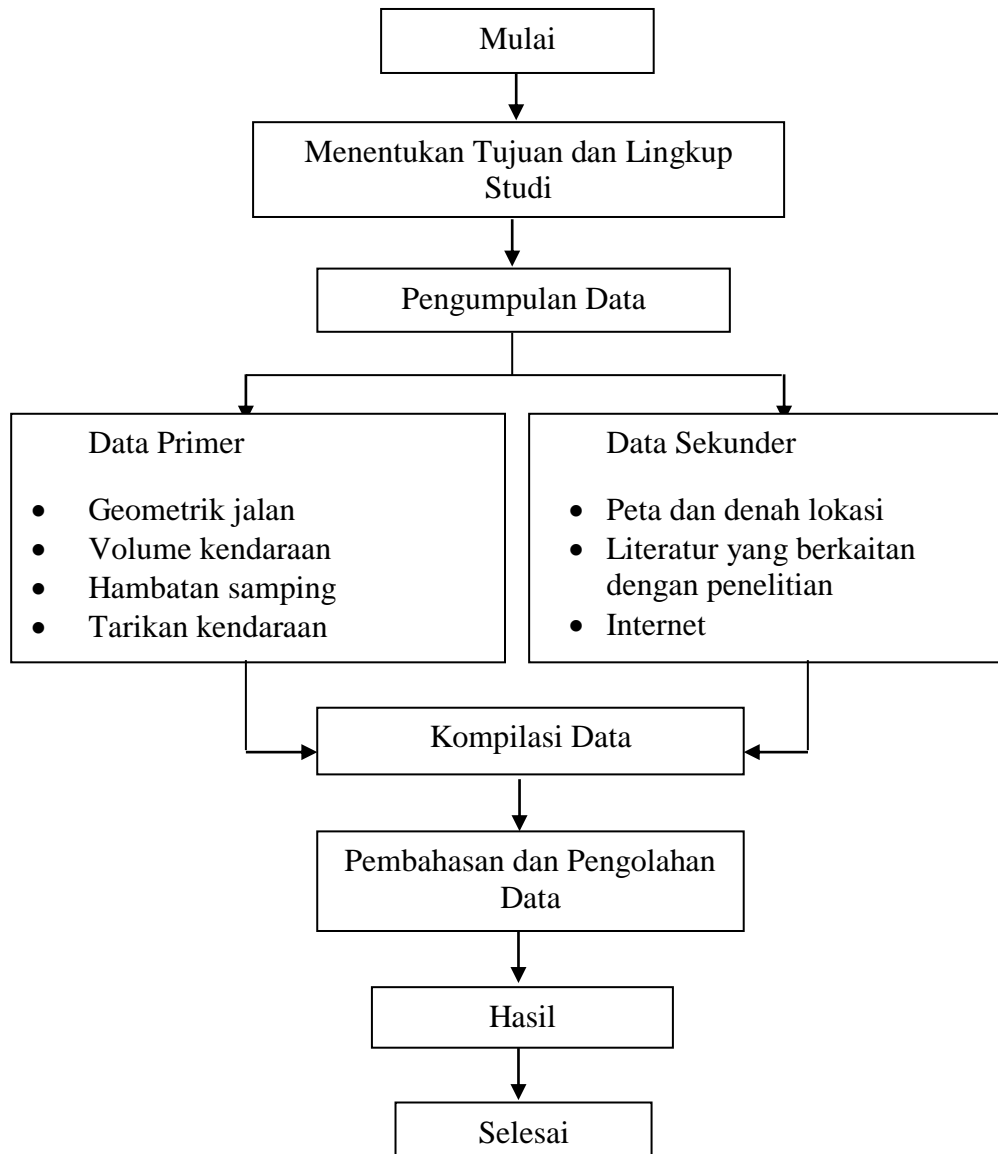 Mulai
Menentukan Tujuan dan Lingkup
Studi
Pengumpulan Data
Data Primer
• Geometrik jalan
• Volume kendaraan
• Hambatan samping
• Tarikan kendaraan
Data Sekunder
• Peta dan denah lokasi
• Literatur yang berkaitan
dengan penelitian
• Internet
Kompilasi Data
Pembahasan dan Pengolahan
Data
Hasil
Selesai